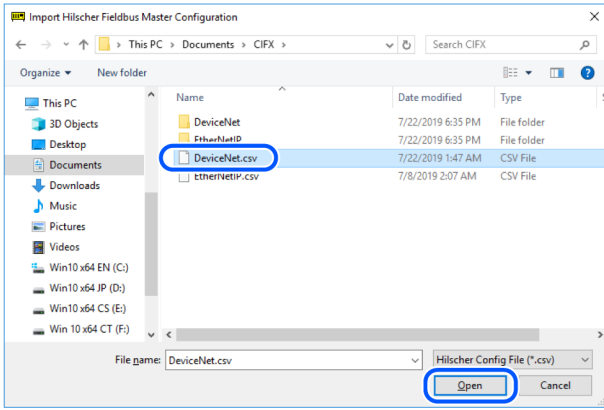 Import Hilscher Fieldbus Master Configuration
This PC > Documents > CIFX >
Search CIFX
Organize
New folder
Name
Date modified
Type
This PC
3D Objects
Desktop
Documents
Downloads
Music
Pictures
Videos
Win10 x64 EN (C:)
Win10 x64 JP (D:)
Win10 x64 CS (E:)
Win 10 x64 CT (F:)
DeviceNet 7/22/2019 6:35 PM File folder
EtherNetIP 7/22/2019 6:35 PM File folder
DeviceNet.csv 7/22/2019 1:47 AM CSV File
EtherNetIP.csv 7/8/2019 2:07 AM CSV File
File name: DeviceNet.csv
Hilscher Config File (*.csv)
Open
Cancel